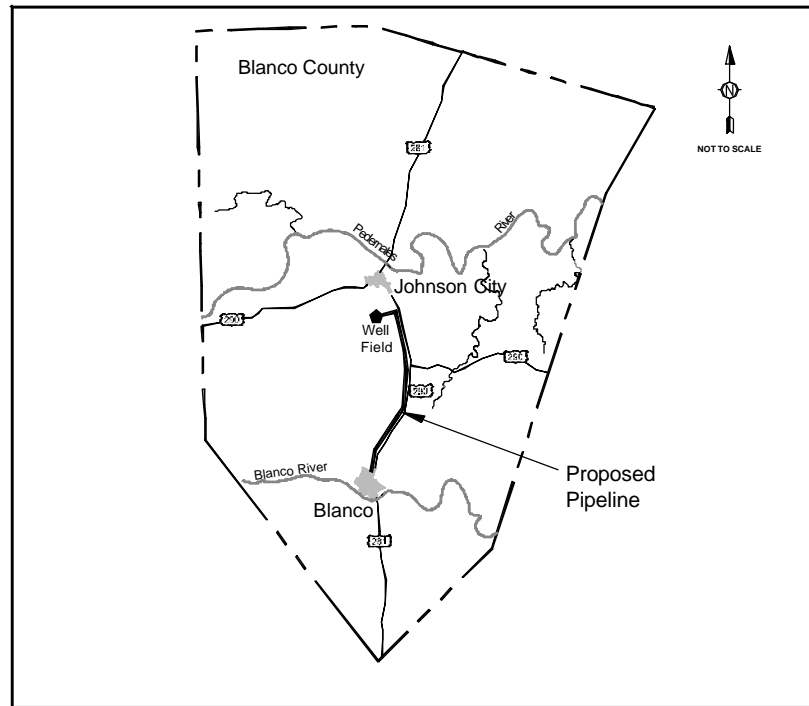 Blanco County
N
NOT TO SCALE
281
Pedernales
River
Johnson City
290
Well
Field
290
Blanco River
Proposed
Pipeline
Blanco
281